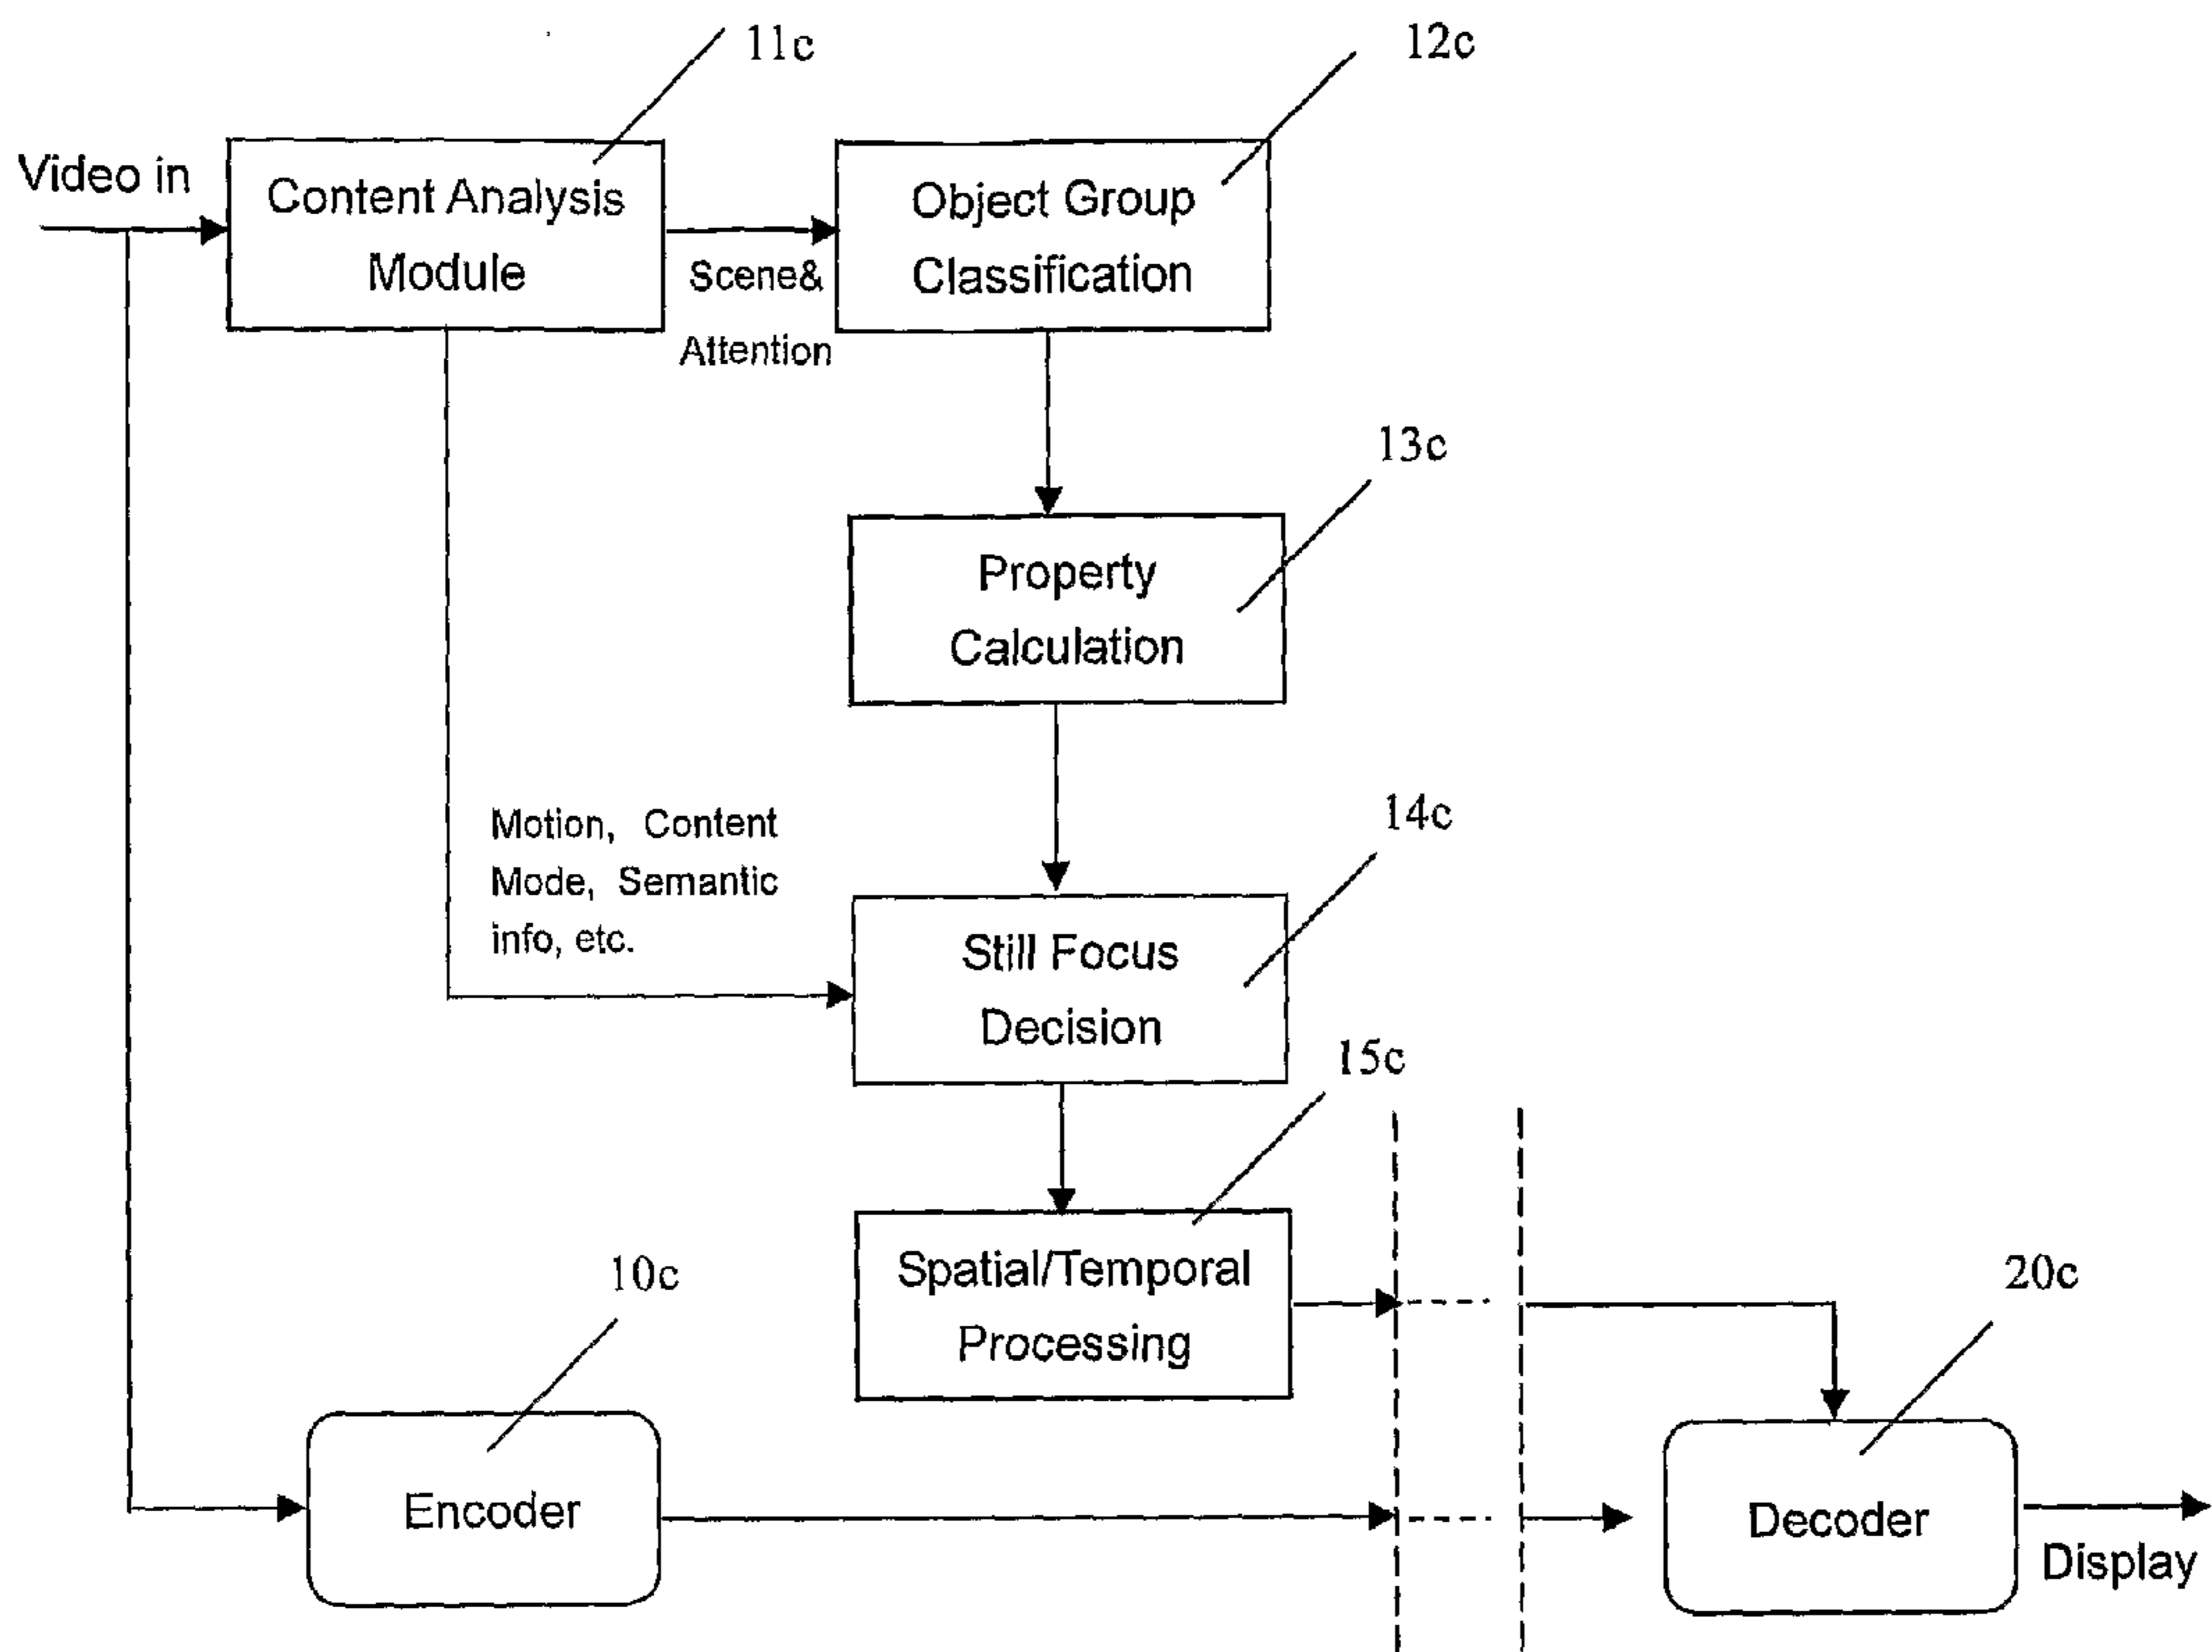 11c
12c
Video in
Content Analysis
Module
Scene&
Attention
Object Group
Classification
13c
Property
Calculation
14c
Motion, Content
Mode, Semantic
info, etc.
Still Focus
Decision
15c
Spatial/Temporal
Processing
10c
20c
Encoder
Decoder
Display